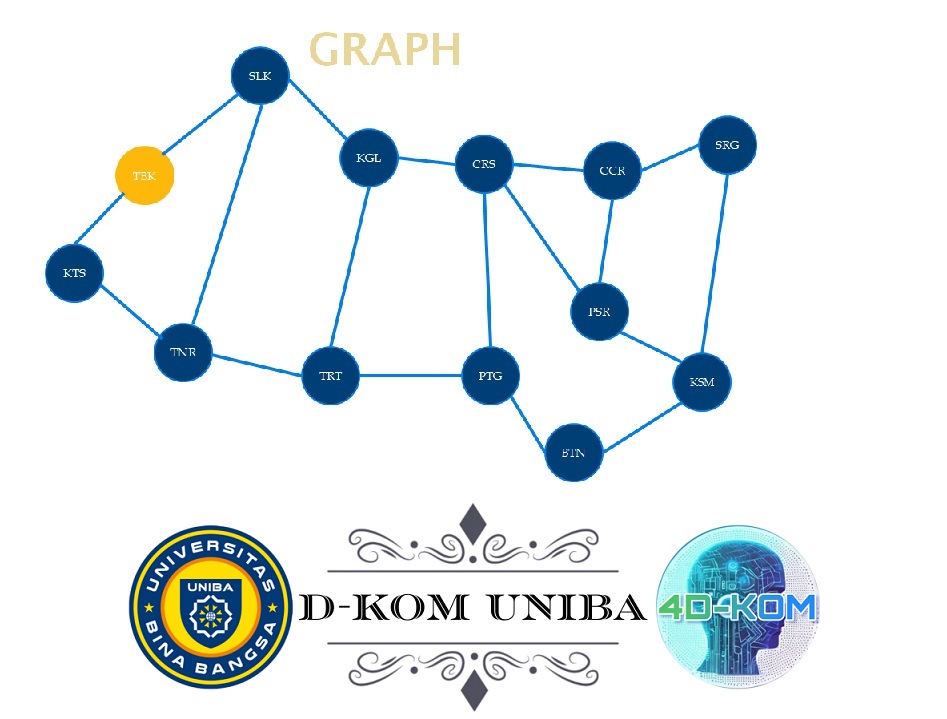 GRAPH
SLK
SRG
KGL
CRS
CCR
TBK
KTS
PSR
TNR
TRT
PTG
KSM
BTN
UNIVERSITAS
UNIBA
BINA BANGSA
D-KOM UNIBA
4D-KOM